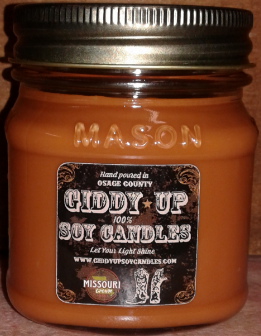 MASON
Hand poured in
OSAGE COUNTY
GIDDY★UP
100%
SOY CANDLES
Let Your Light Shine
WWW.GIDDYUPSOYCANDLES.COM
MISSOURI
GROWN